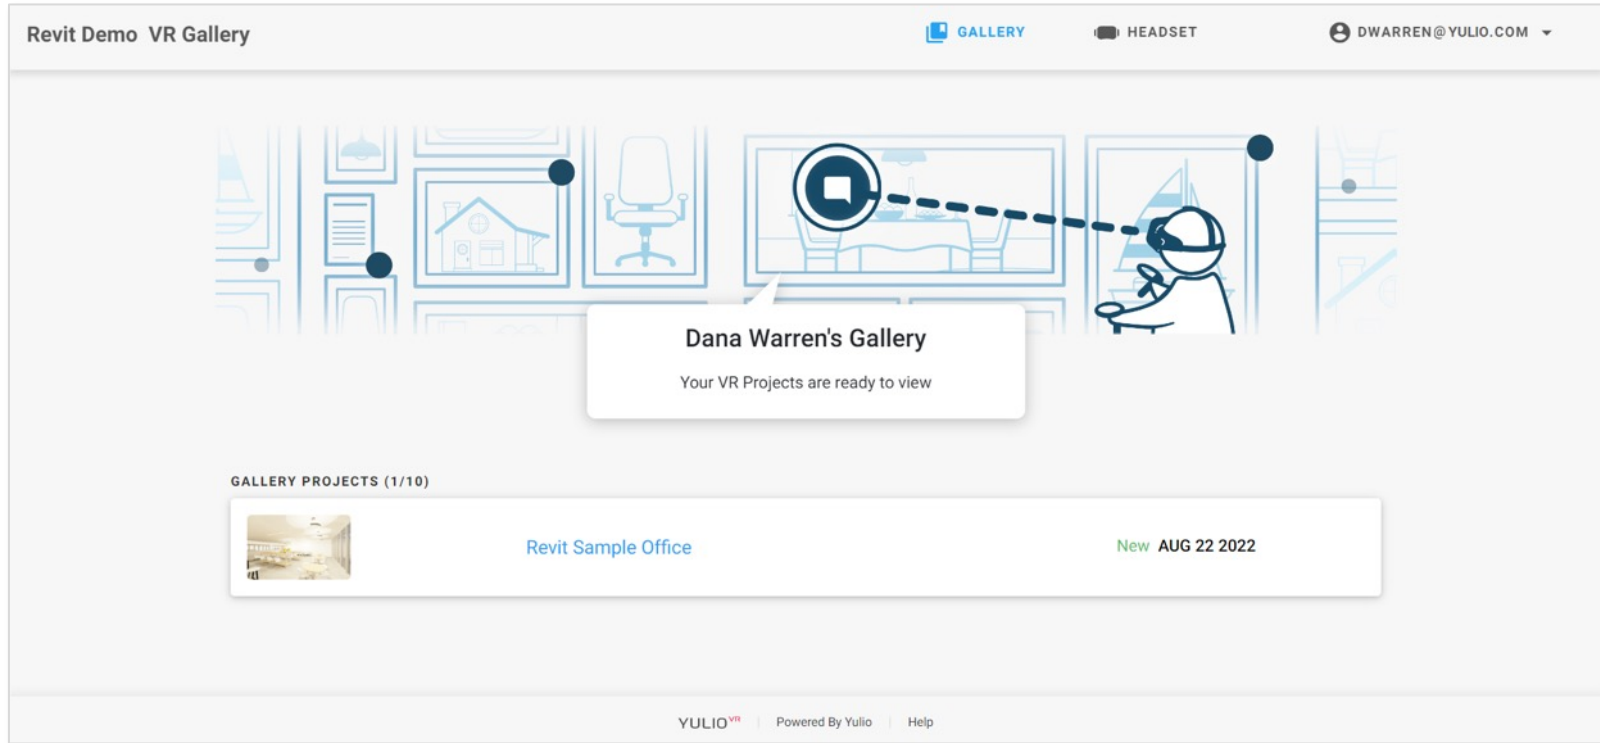 Revit Demo VR Gallery
GALLERY
HEADSET
DWARREN@YULIO.COM
Dana Warren's Gallery
Your VR Projects are ready to view
GALLERY PROJECTS (1/10)
Revit Sample Office
New AUG 22 2022
YULIO VR
Powered By Yulio
Help